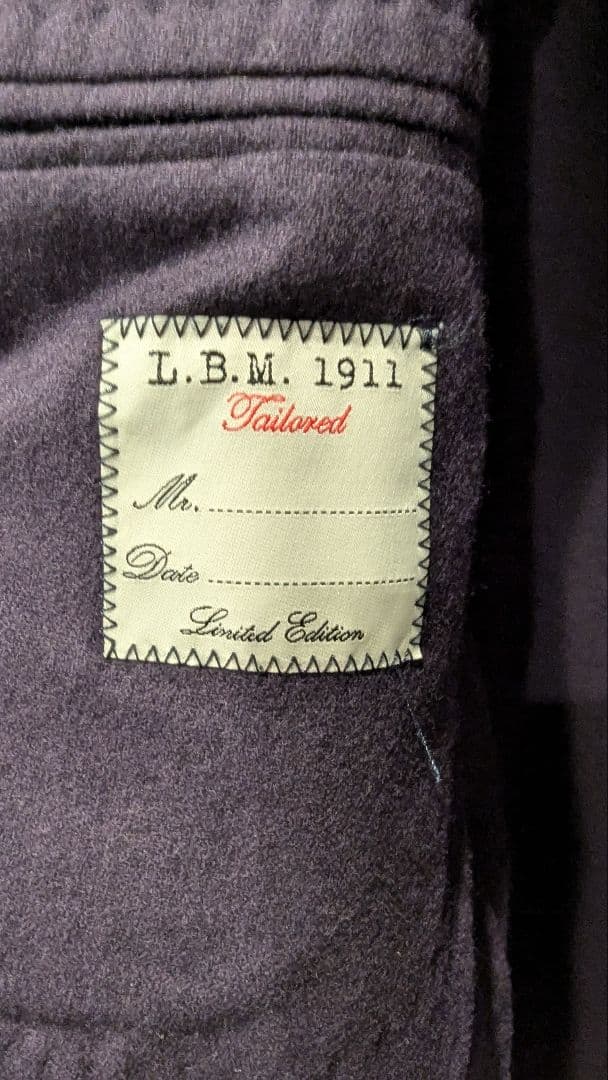 L.B.M. 1911
Tailored
Mr.
Date
Limited Edition